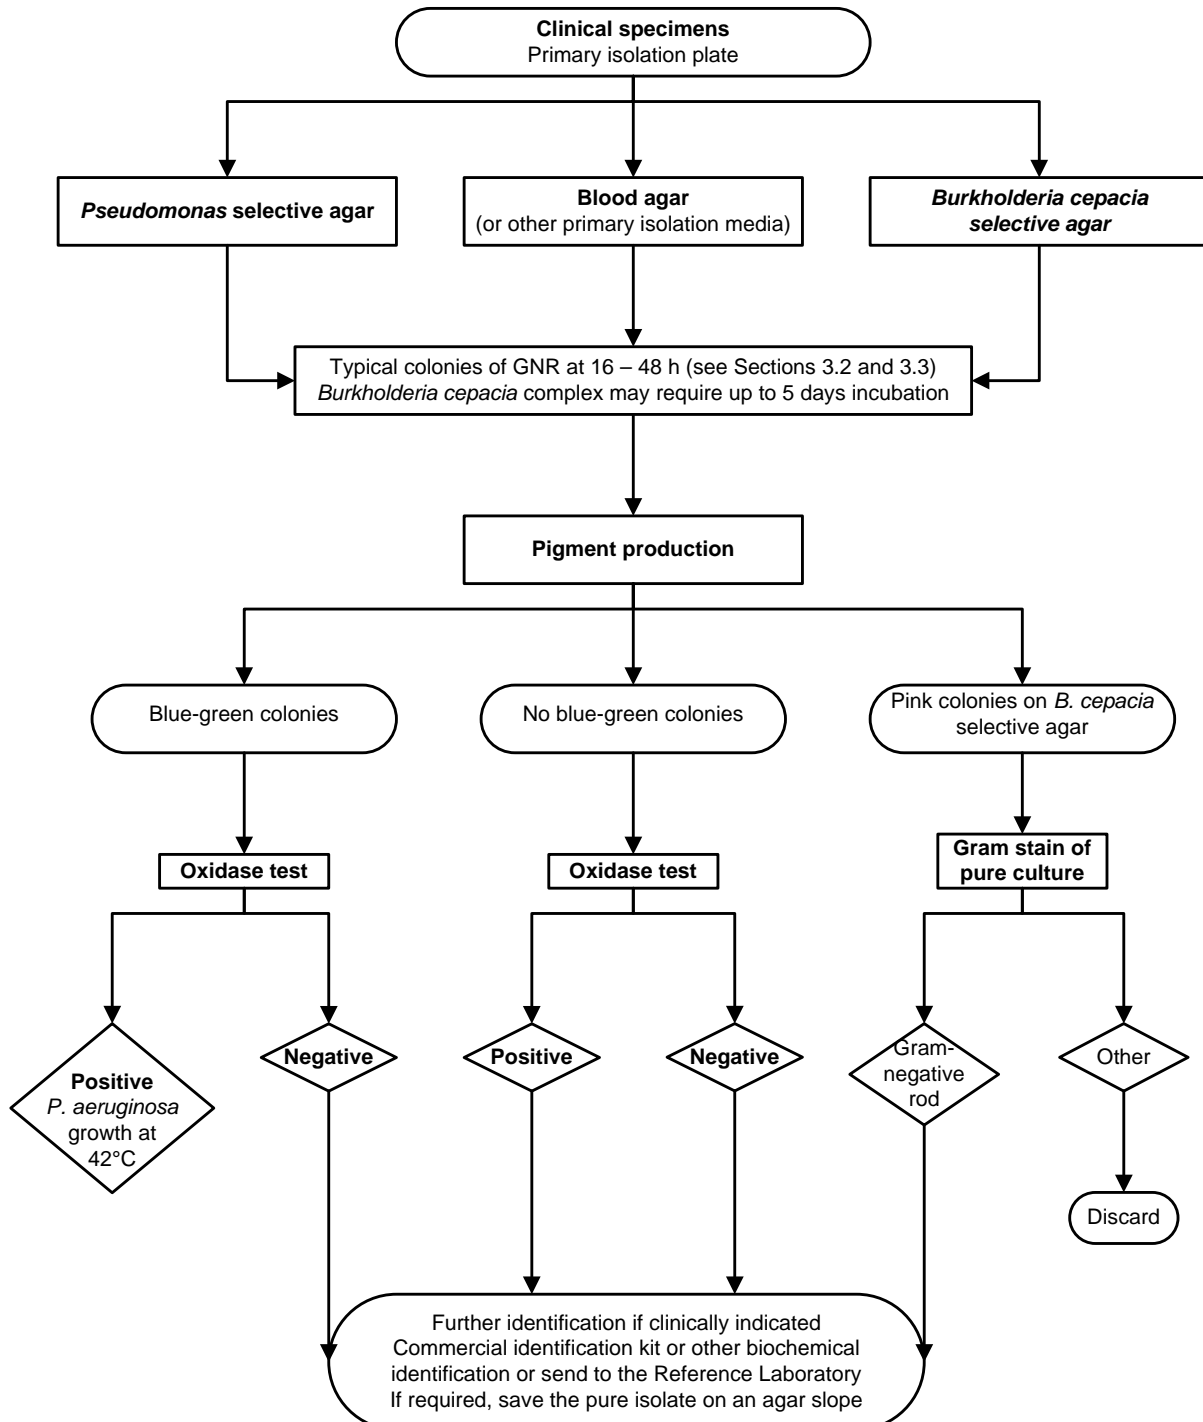 Clinical specimens
Primary isolation plate
Pseudomonas selective agar
Blood agar
(or other primary isolation media)
Burkholderia cepacia
selective agar
Typical colonies of GNR at 16 – 48 h (see Sections 3.2 and 3.3)
Burkholderia cepacia complex may require up to 5 days incubation
Pigment production
Blue-green colonies
No blue-green colonies
Pink colonies on B. cepacia
selective agar
Oxidase test
Oxidase test
Gram stain of
pure culture
Positive
P. aeruginosa
growth at
42°C
Negative
Positive
Negative
Gram-
negative
rod
Other
Discard
Further identification if clinically indicated
Commercial identification kit or other biochemical
identification or send to the Reference Laboratory
If required, save the pure isolate on an agar slope